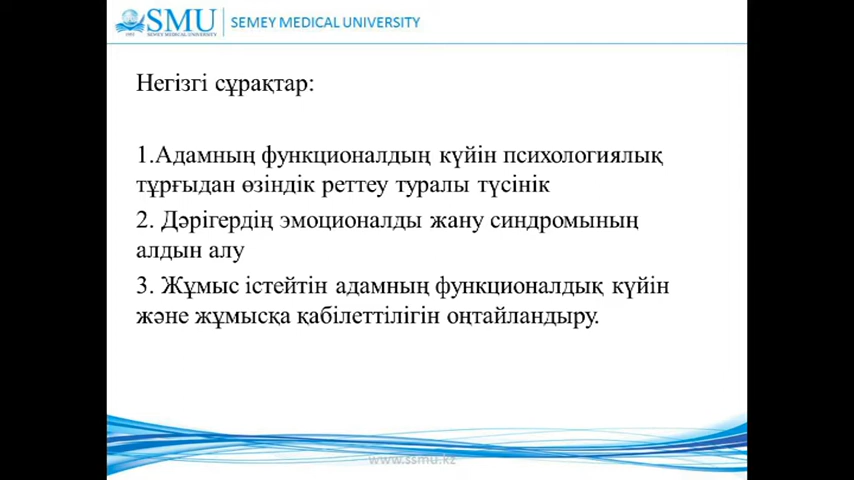 SMU
SEMEY MEDICAL UNIVERSITY
SEMEY MEDICAL UNIVERSITY
Негізгі сұрақтар:
1.Адамның функционалдың күйін психологиялық
тұрғыдан өзіндік реттеу туралы түсінік
2. Дәрігердің эмоционалды жану синдромының
алдын алу
3. Жұмыс істейтін адамның функционалдық күйін
және жұмысқа қабілеттілігін оңтайландыру.
www.ssmu.kz